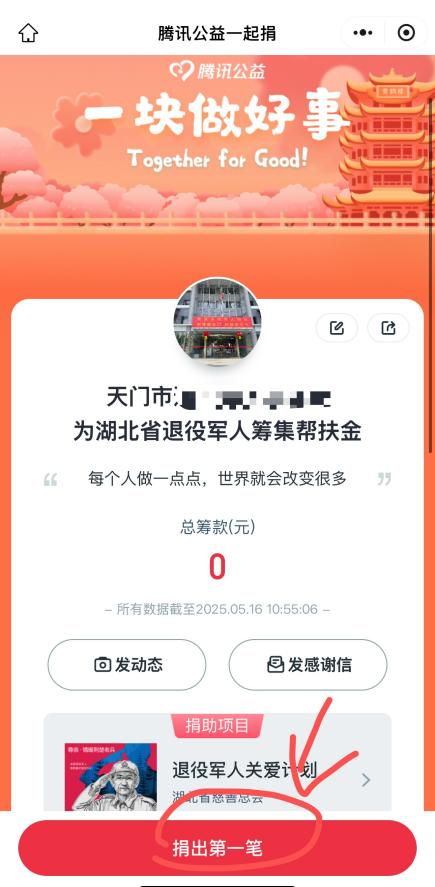 腾讯公益一起捐
腾讯公益
一块做好事
Together for Good!
天门市
为湖北省退役军人筹集帮扶金
“ 每个人做一点点，世界就会改变很多 ”
总筹款(元)
0
– 所有数据截至2025.05.16 10:55:06 –
发动态
发感谢信
捐助项目
退役军人关爱计划
湖北省慈善总会
捐出第一笔